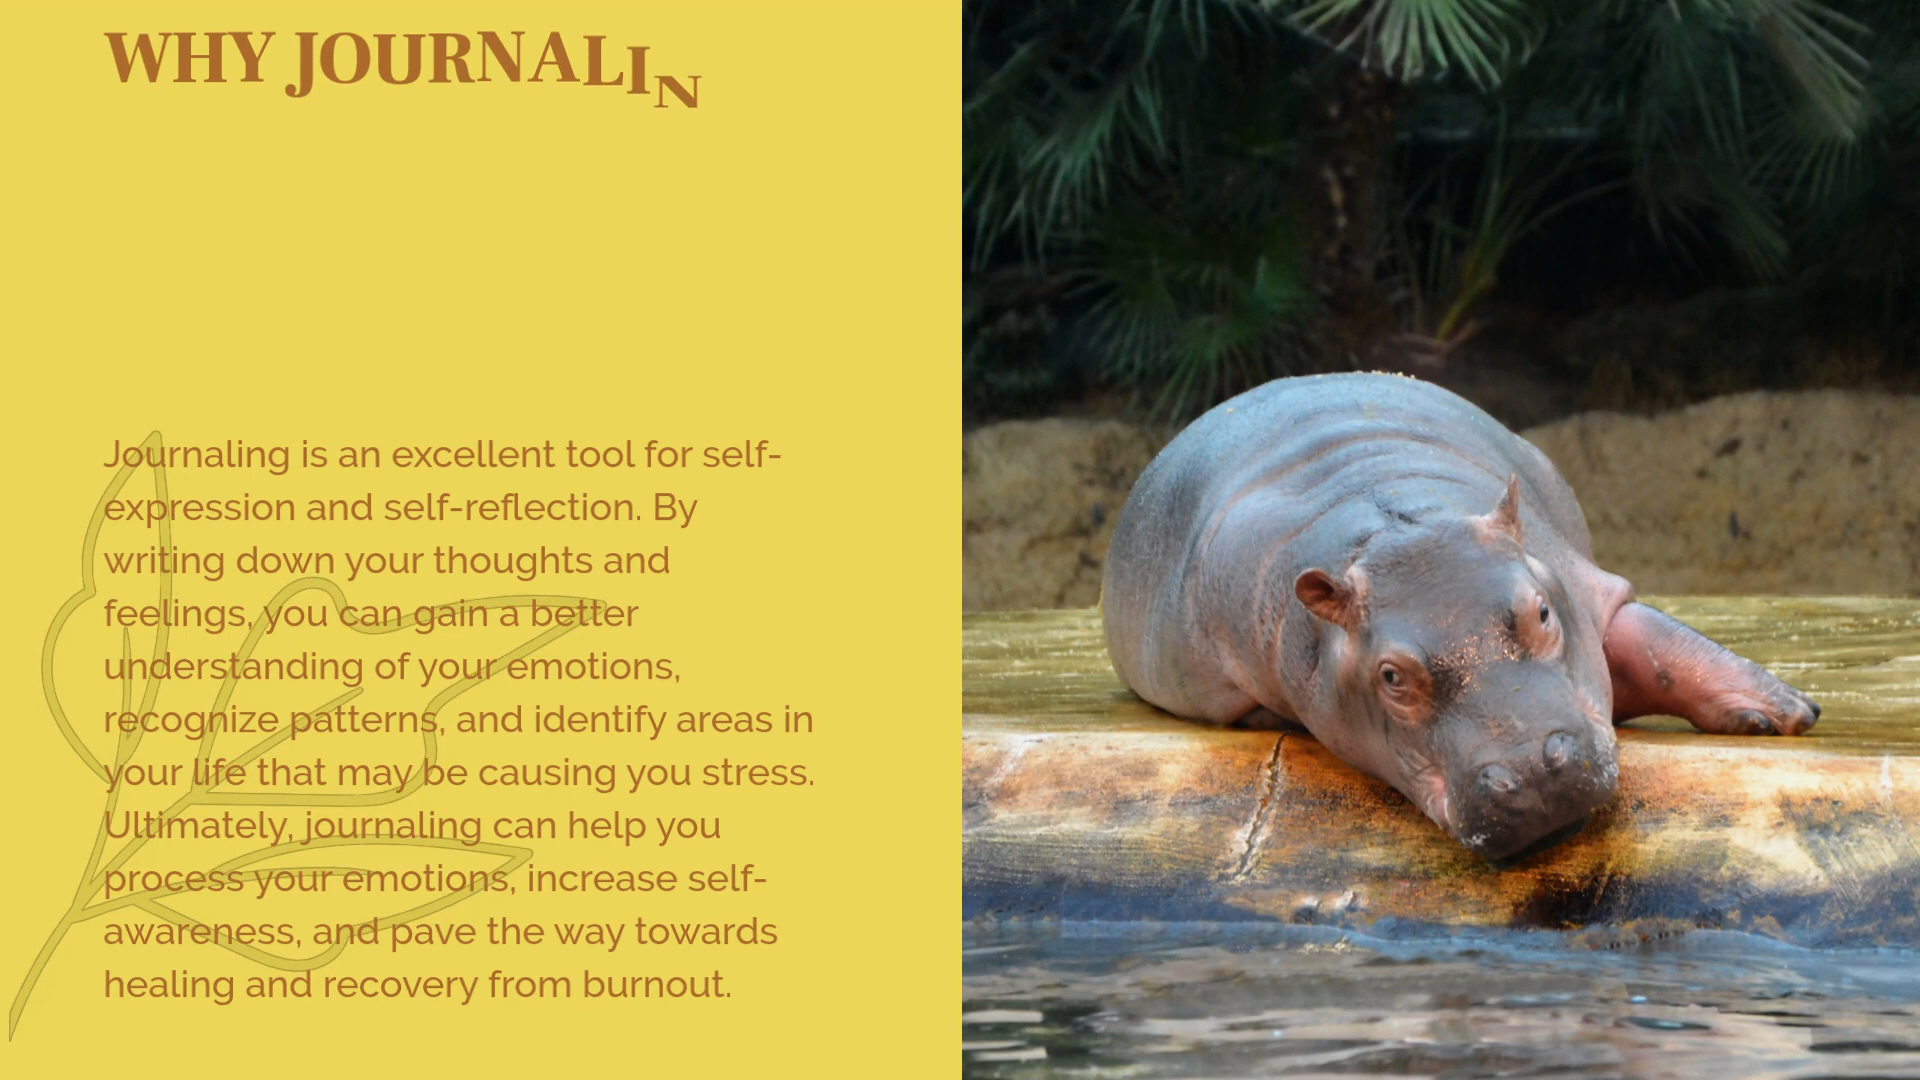 WHY JOURNALIN
Journaling is an excellent tool for self-
expression and self-reflection. By
writing down your thoughts and
feelings, you can gain a better
understanding of your emotions,
recognize patterns, and identify areas in
your life that may be causing you stress.
Ultimately, journaling can help you
process your emotions, increase self-
awareness, and pave the way towards
healing and recovery from burnout.